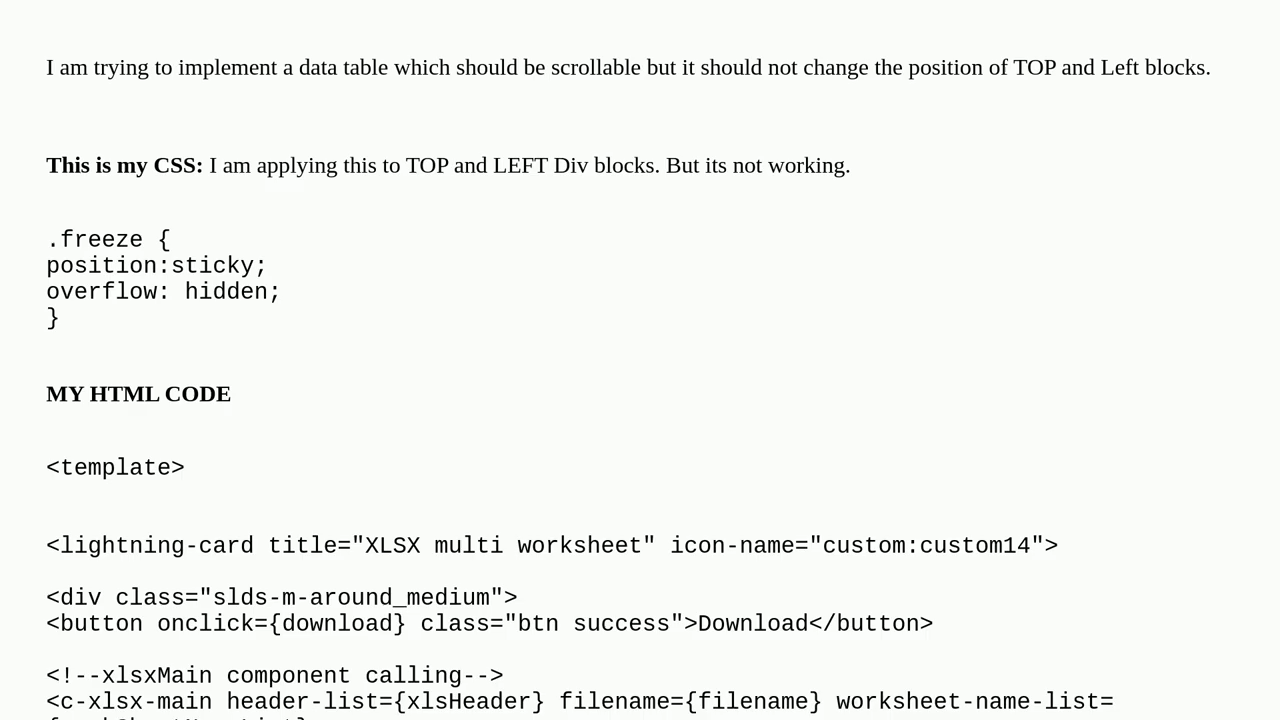 I am trying to implement a data table which should be scrollable but it should not change the position of TOP and Left blocks.
This is my CSS: I am applying this to TOP and LEFT Div blocks. But its not working.
.freeze {
position:sticky;
overflow: hidden;
}
MY HTML CODE
<template>
<lightning-card title="XLSX multi worksheet" icon-name="custom:custom14">
<div class="slds-m-around_medium">
<button onclick={download} class="btn success">Download</button>
<!--xlsxMain component calling-->
<c-xlsx-main header-list={xlsHeader} filename={filename} worksheet-name-list=